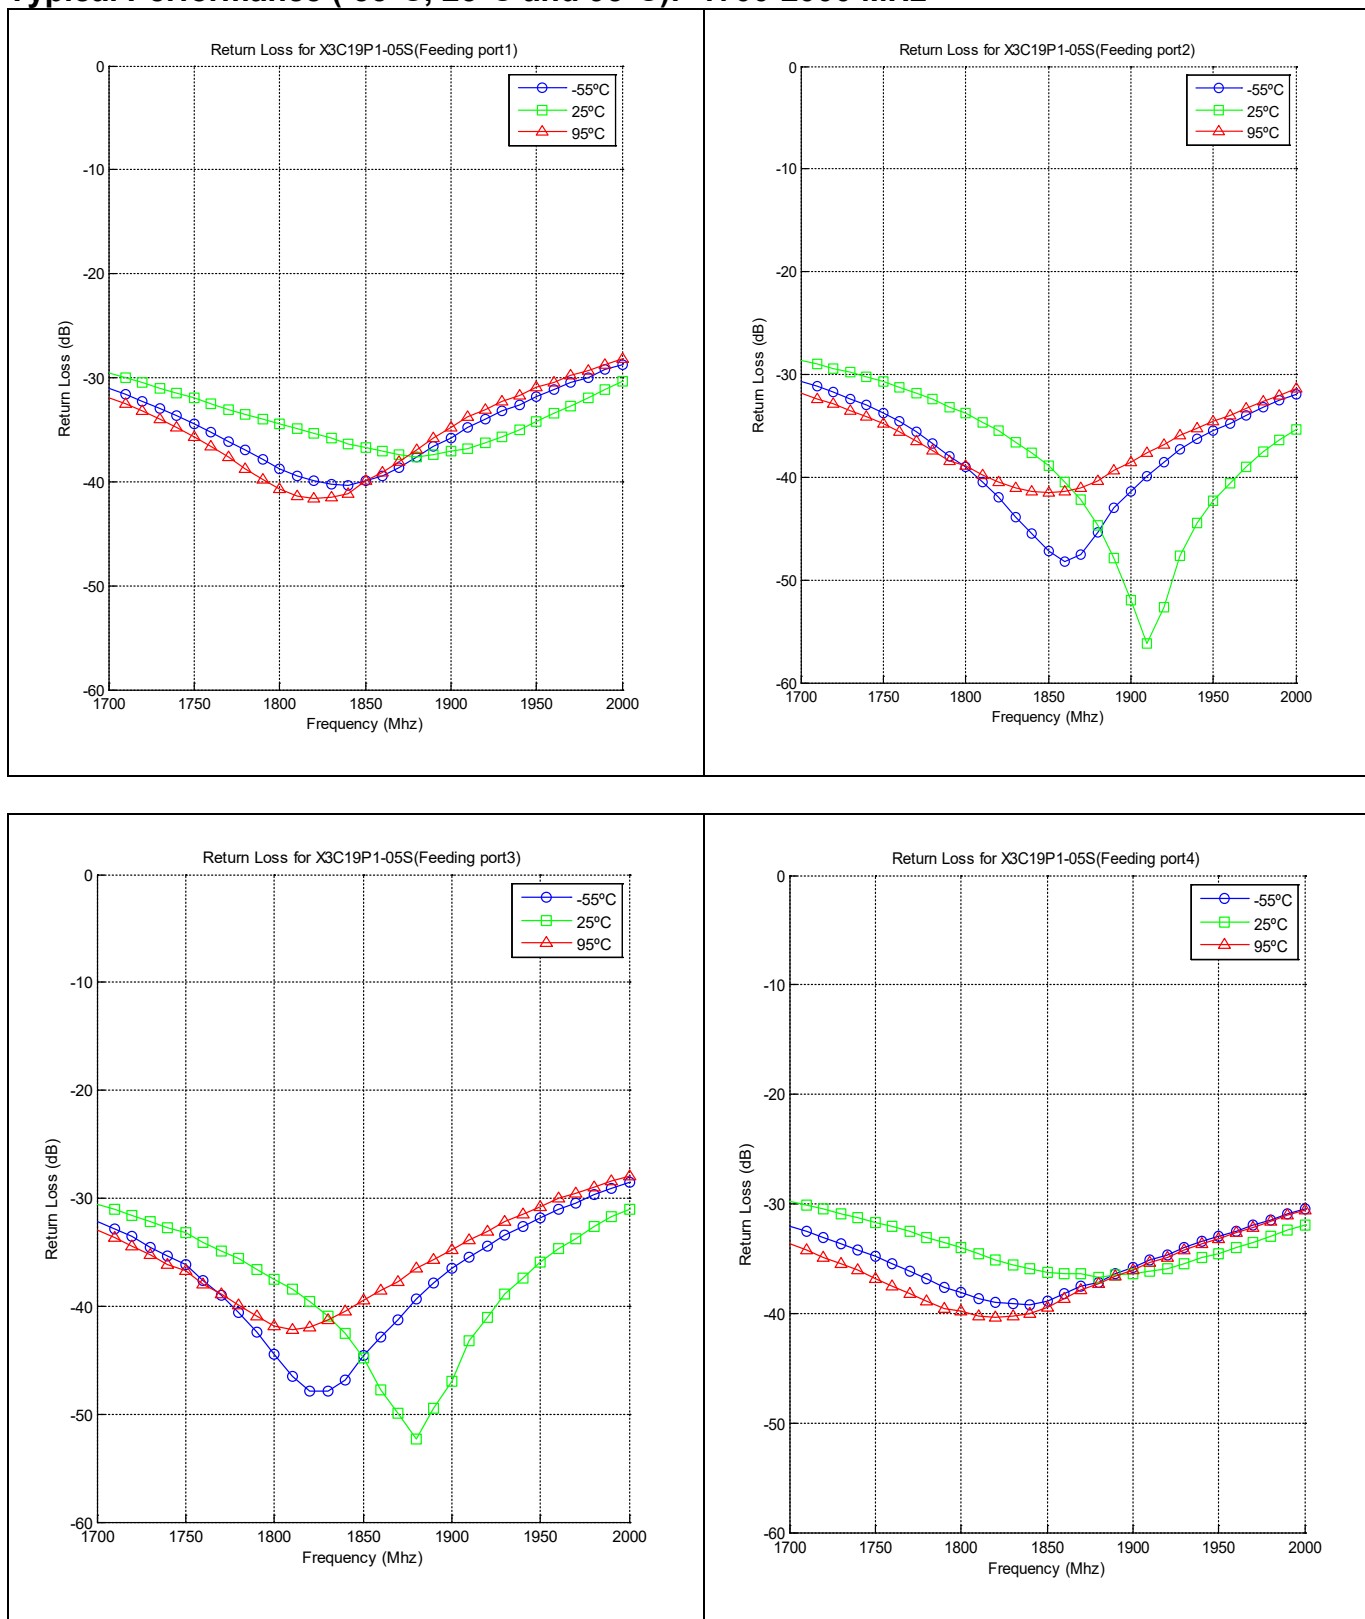 Return Loss for X3C19P1-05S(Feeding port1)
0
-10
-20
-30
-40
-50
-60
Return Loss (dB)
-55ºC
25ºC
95ºC
1700 1750 1800 1850 1900 1950 2000
Frequency (Mhz)
Return Loss for X3C19P1-05S(Feeding port2)
0
-10
-20
-30
-40
-50
-60
Return Loss (dB)
-55ºC
25ºC
95ºC
1700 1750 1800 1850 1900 1950 2000
Frequency (Mhz)
Return Loss for X3C19P1-05S(Feeding port3)
0
-10
-20
-30
-40
-50
-60
Return Loss (dB)
-55ºC
25ºC
95ºC
1700 1750 1800 1850 1900 1950 2000
Frequency (Mhz)
Return Loss for X3C19P1-05S(Feeding port4)
0
-10
-20
-30
-40
-50
-60
Return Loss (dB)
-55ºC
25ºC
95ºC
1700 1750 1800 1850 1900 1950 2000
Frequency (Mhz)